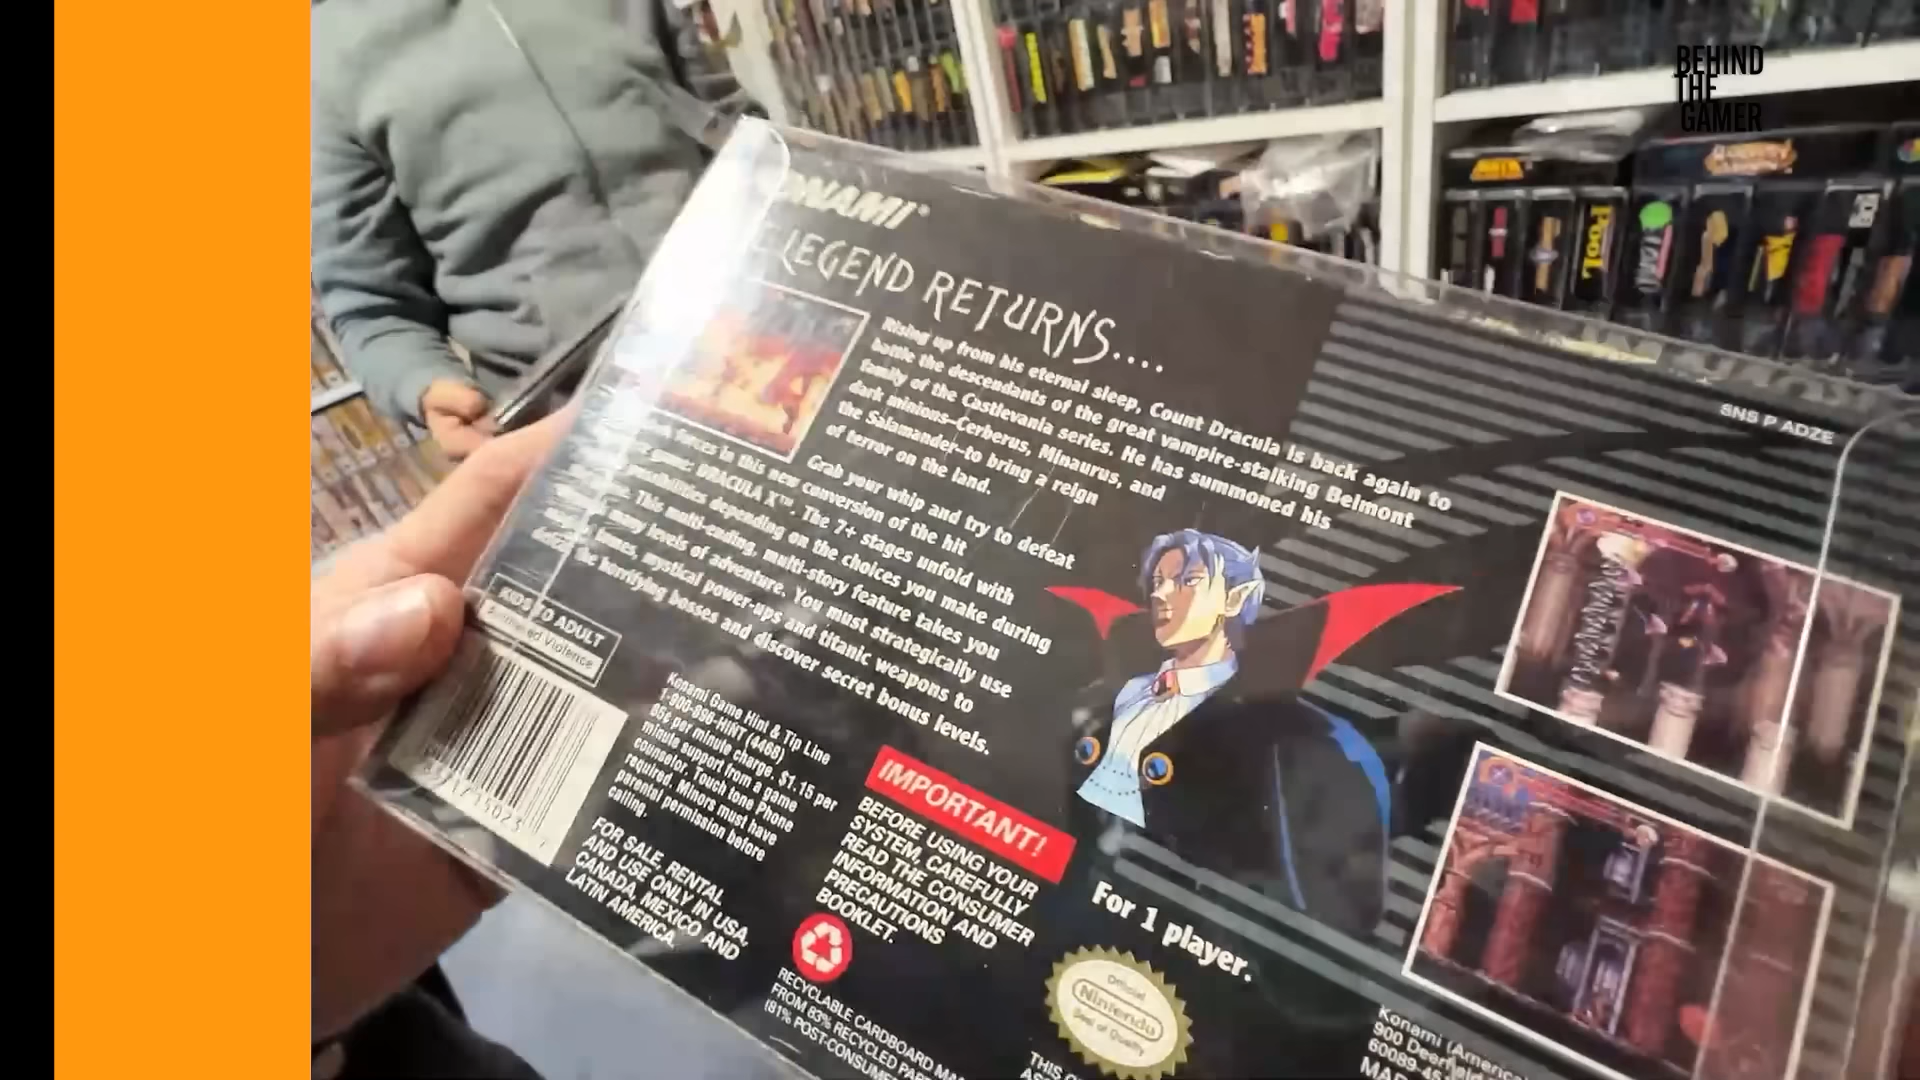 BEHIND
THE
GAMER
KONAMI®
LEGEND RETURNS....
SNS P ADZE
Rising up from his eternal sleep, Count Dracula is back again to
battle the descendants of the great vampire-stalking Belmont
family of the Castlevania series. He has summoned his
dark minions–Cerberus, Minaurus, and
the Salamander–to bring a reign
of terror on the land.
Grab your whip and try to defeat
forces in this new conversion of the hit
game: DRACULA X™. The 7+ stages unfold with
possibilities depending on the choices you make during
This multi-ending, multi-story feature takes you
many levels of adventure. You must strategically use
mystical power-ups and titanic weapons to
the horrifying bosses and discover secret bonus levels.
KIDS TO ADULT
Violence
Konami Game Hint & Tip Line
1-900-896-HINT (4468)
85¢ per minute charge. $1.15 per
minute support from a game
counselor. Touch tone Phone
required. Minors must have
parental permission before
calling.
FOR SALE, RENTAL
AND USE ONLY IN USA,
CANADA, MEXICO AND
LATIN AMERICA.
IMPORTANT!
BEFORE USING YOUR
SYSTEM, CAREFULLY
READ THE CONSUMER
INFORMATION AND
PRECAUTIONS
BOOKLET.
RECYCLABLE CARDBOARD
FROM 83% RECYCLED
(81% POST-CONSUMER
For 1 player.
Official
Nintendo
Seal of Quality
Konami (America)
900 Deerfield
POOL